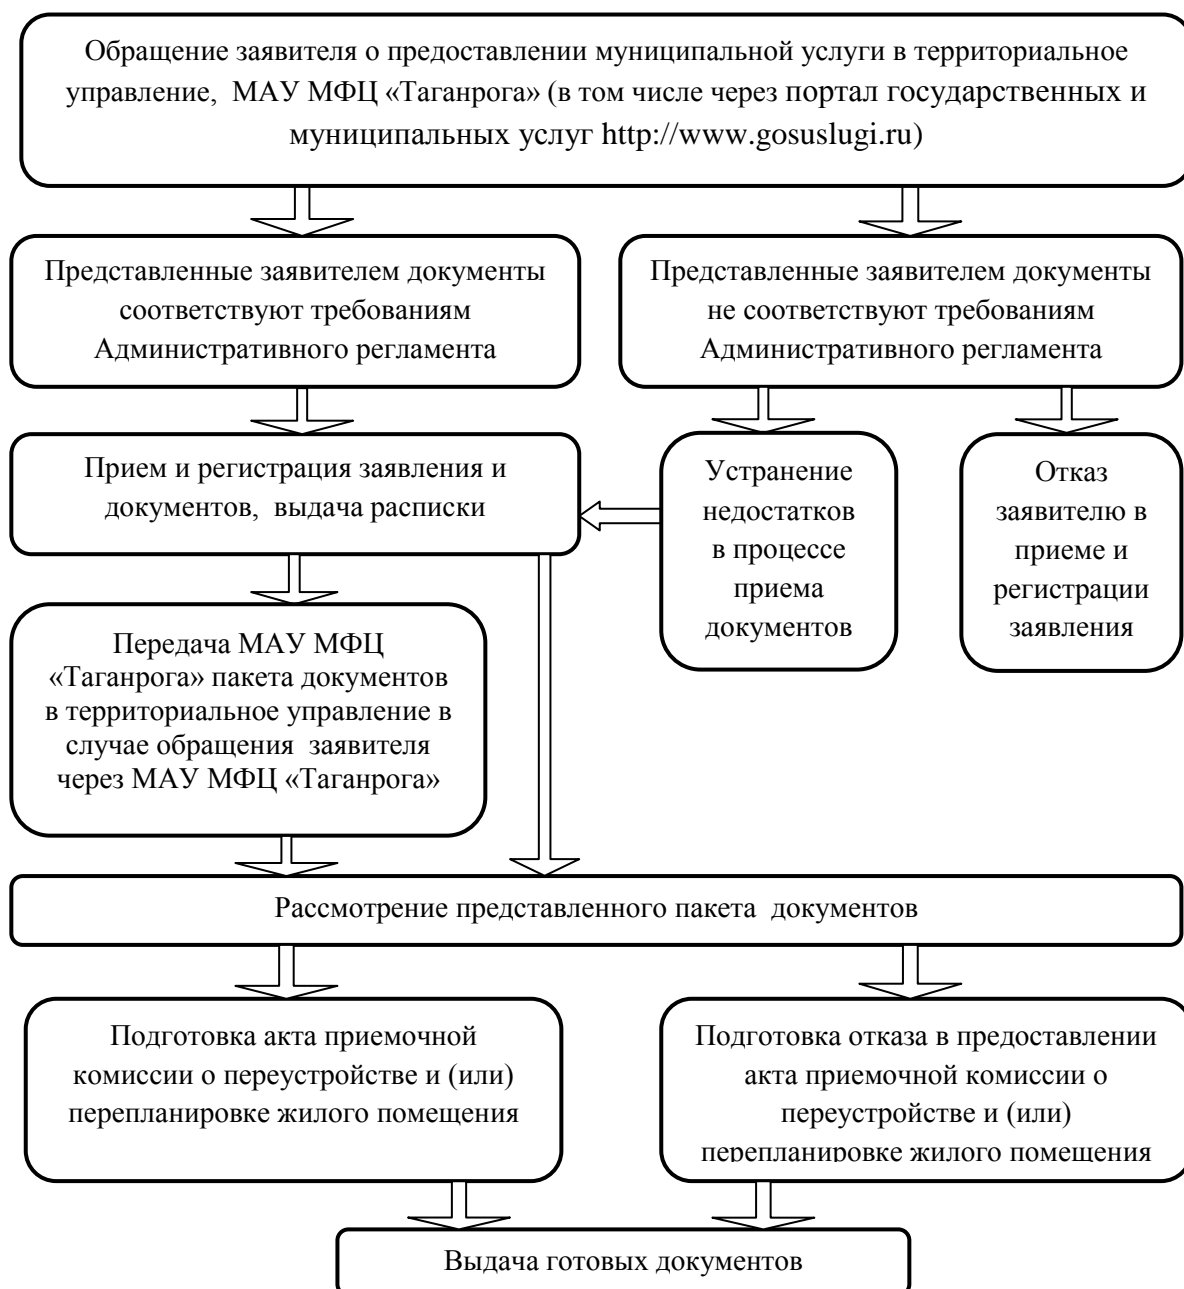 Обращение заявителя о предоставлении муниципальной услуги в территориальное
управление, МАУ МФЦ «Таганрога» (в том числе через портал государственных и
муниципальных услуг http://www.gosuslugi.ru)
Представленные заявителем документы
соответствуют требованиям
Административного регламента
Представленные заявителем документы
не соответствуют требованиям
Административного регламента
Прием и регистрация заявления и
документов, выдача расписки
Устранение
недостатков
в процессе
приема
документов
Отказ
заявителю в
приеме и
регистрации
заявления
Передача МАУ МФЦ
«Таганрога» пакета документов
в территориальное управление в
случае обращения заявителя
через МАУ МФЦ «Таганрога»
Рассмотрение представленного пакета документов
Подготовка акта приемочной
комиссии о переустройстве и (или)
перепланировке жилого помещения
Подготовка отказа в предоставлении
акта приемочной комиссии о
переустройстве и (или)
перепланировке жилого помещения
Выдача готовых документов